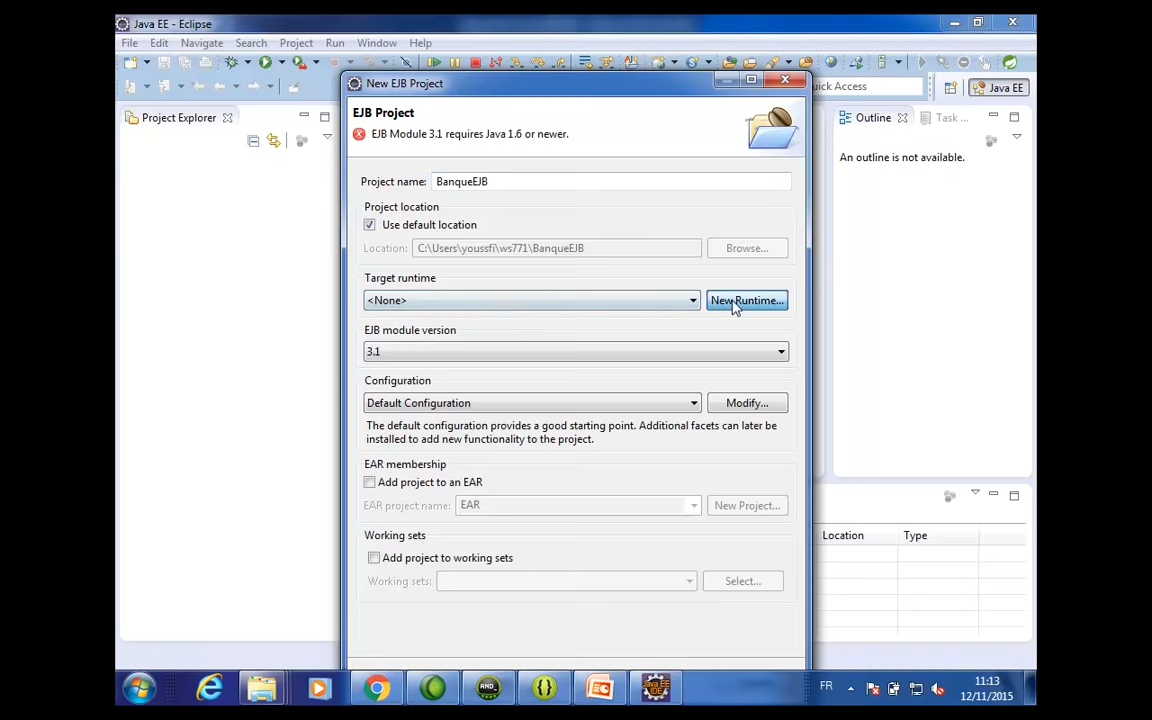 Java EE - Eclipse
File Edit Navigate Search Project Run Window Help
New EJB Project
uick Access
Java EE
Project Explorer
EJB Project
EJB Module 3.1 requires Java 1.6 or newer.
Outline
Task ...
An outline is not available.
Project name: BanqueEJB
Project location
Use default location
Location: C:\Users\youssfi\ws771\BanqueEJB Browse...
Target runtime
<None> New Runtime...
EJB module version
3.1
Configuration
Default Configuration Modify...
The default configuration provides a good starting point. Additional facets can later be
installed to add new functionality to the project.
EAR membership
Add project to an EAR
EAR project name: EAR New Project...
Working sets
Add project to working sets
Working sets: Select...
Location Type
AND...
Java EE
IDE
FR
11:13
12/11/2015